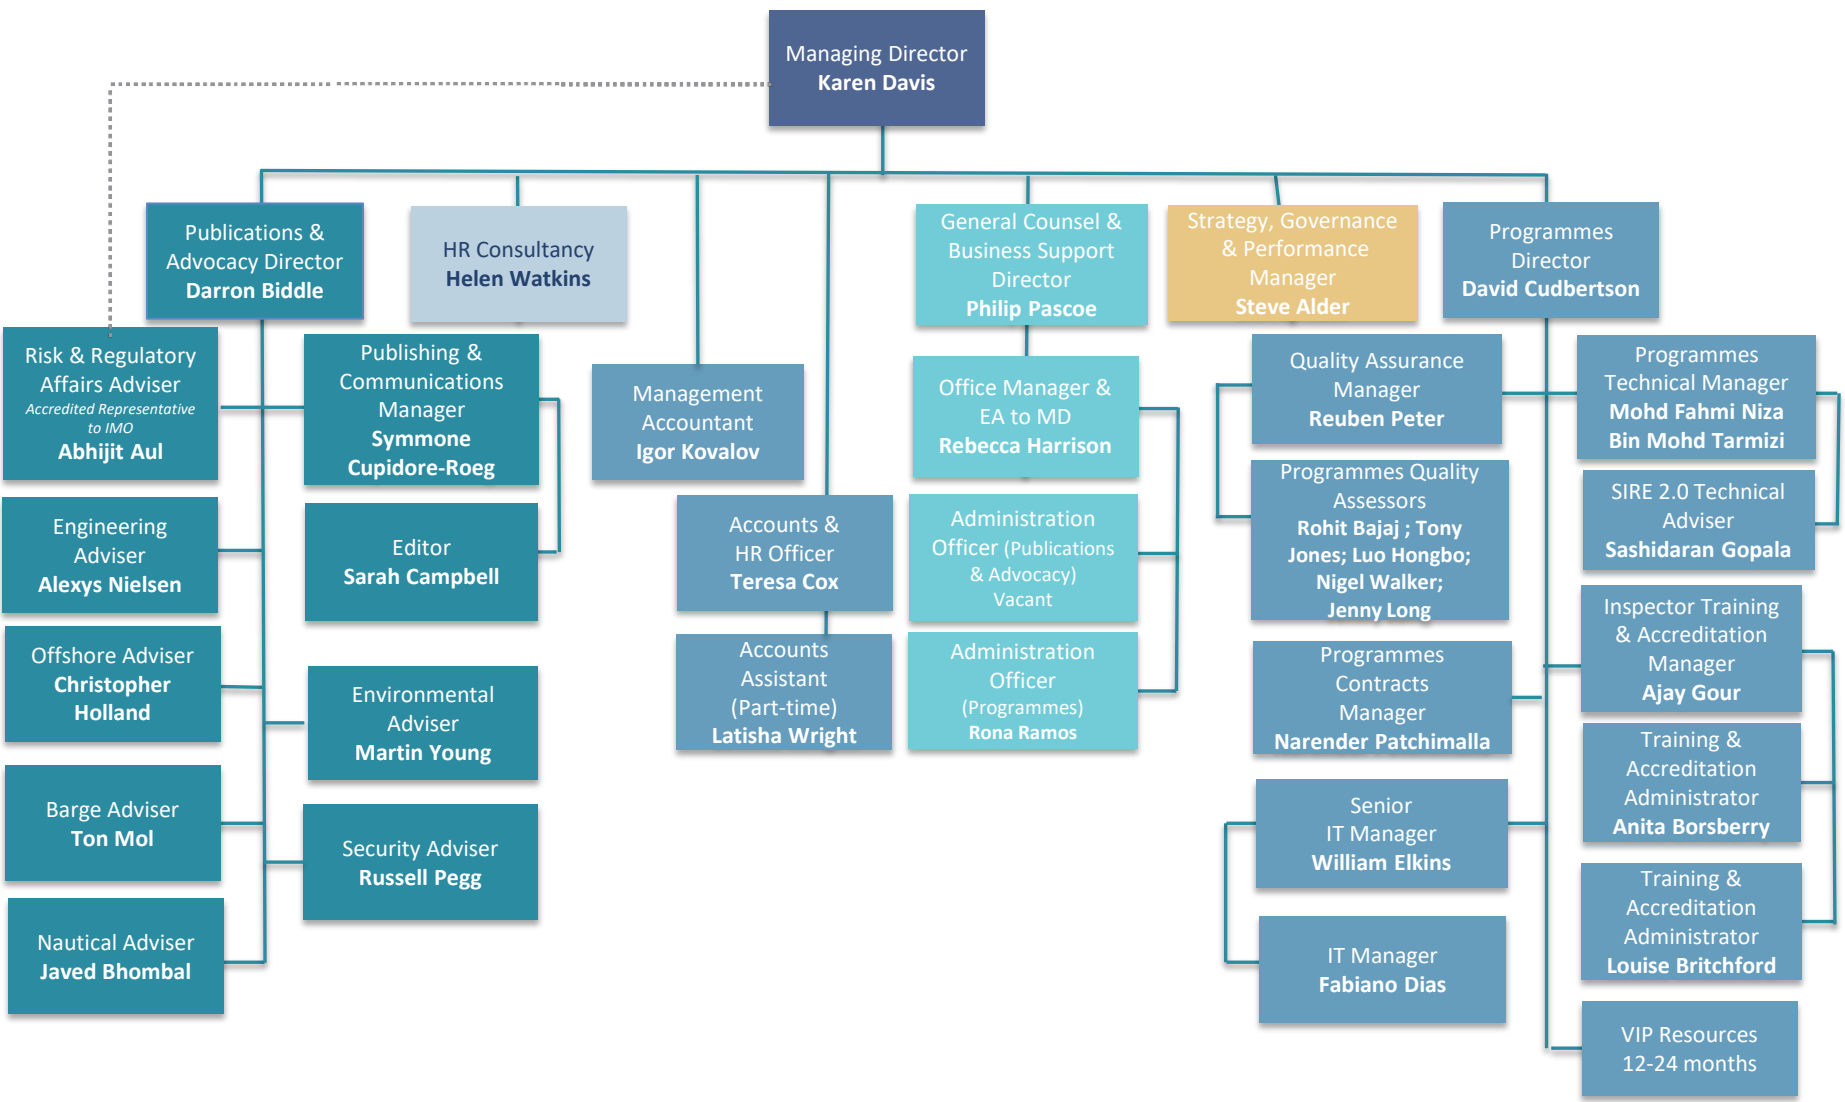 Managing Director
Karen Davis
Publications &
Advocacy Director
Darron Biddle
HR Consultancy
Helen Watkins
General Counsel &
Business Support
Director
Philip Pascoe
Strategy, Governance
& Performance
Manager
Steve Alder
Programmes
Director
David Cudbertson
Risk & Regulatory
Affairs Adviser
Accredited Representative
to IMO
Abhijit Aul
Publishing &
Communications
Manager
Symmone
Cupidore-Roeg
Engineering
Adviser
Alexys Nielsen
Editor
Sarah Campbell
Offshore Adviser
Christopher
Holland
Environmental
Adviser
Martin Young
Barge Adviser
Ton Mol
Security Adviser
Russell Pegg
Nautical Adviser
Javed Bhombal
Management
Accountant
Igor Kovalov
Accounts &
HR Officer
Teresa Cox
Accounts
Assistant
(Part-time)
Latisha Wright
Office Manager &
EA to MD
Rebecca Harrison
Administration
Officer (Publications
& Advocacy)
Vacant
Administration
Officer
(Programmes)
Rona Ramos
Quality Assurance
Manager
Reuben Peter
Programmes Quality
Assessors
Rohit Bajaj ; Tony
Jones; Luo Hongbo;
Nigel Walker;
Jenny Long
Programmes
Contracts
Manager
Narender Patchimalla
Senior
IT Manager
William Elkins
IT Manager
Fabiano Dias
Programmes
Technical Manager
Mohd Fahmi Niza
Bin Mohd Tarmizi
SIRE 2.0 Technical
Adviser
Sashidaran Gopala
Inspector Training
& Accreditation
Manager
Ajay Gour
Training &
Accreditation
Administrator
Anita Borsberry
Training &
Accreditation
Administrator
Louise Britchford
VIP Resources
12-24 months